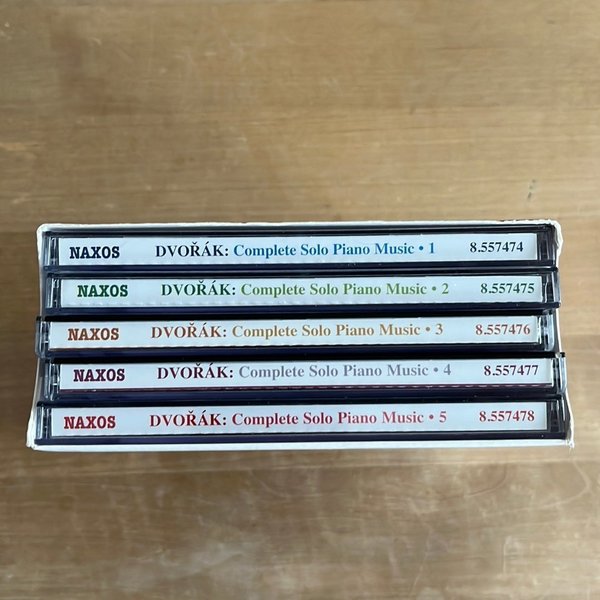 NAXOS DVOŘÁK: Complete Solo Piano Music • 1 8.557474
NAXOS DVOŘÁK: Complete Solo Piano Music • 2 8.557475
NAXOS DVOŘÁK: Complete Solo Piano Music • 3 8.557476
NAXOS DVOŘÁK: Complete Solo Piano Music • 4 8.557477
NAXOS DVOŘÁK: Complete Solo Piano Music • 5 8.557478